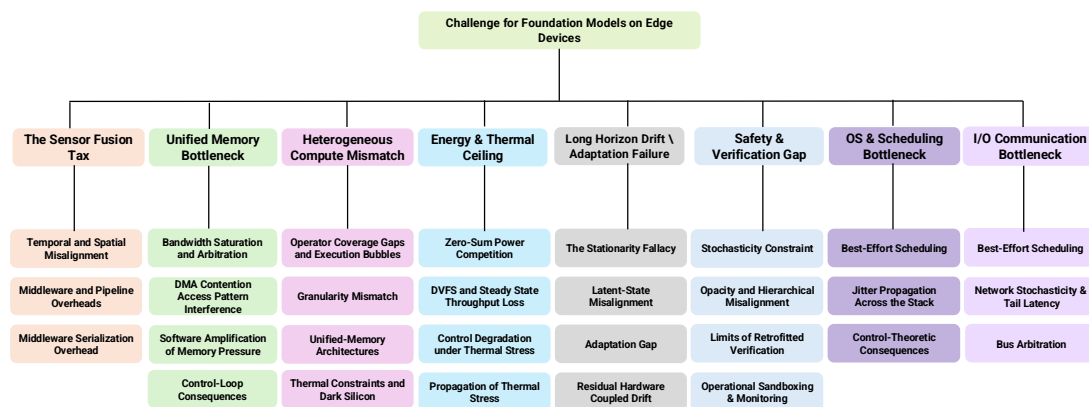 Challenge for Foundation Models on Edge
Devices
The Sensor Fusion
Tax
Unified Memory
Bottleneck
Heterogeneous
Compute Mismatch
Energy & Thermal
Ceiling
Long Horizon Drift \
Adaptation Failure
Safety &
Verification Gap
OS & Scheduling
Bottleneck
I/O Communication
Bottleneck
Temporal and Spatial
Misalignment
Middleware and Pipeline
Overheads
Middleware Serialization
Overhead
Bandwidth Saturation
and Arbitration
DMA Contention
Access Pattern
Interference
Software Amplification
of Memory Pressure
Control-Loop
Consequences
Operator Coverage Gaps
and Execution Bubbles
Granularity Mismatch
Unified-Memory
Architectures
Thermal Constraints and
Dark Silicon
Zero-Sum Power
Competition
DVFS and Steady State
Throughput Loss
Control Degradation
under Thermal Stress
Propagation of Thermal
Stress
The Stationarity Fallacy
Latent-State
Misalignment
Adaptation Gap
Residual Hardware
Coupled Drift
Stochasticity Constraint
Opacity and Hierarchical
Misalignment
Limits of Retrofitted
Verification
Operational Sandboxing
& Monitoring
Best-Effort Scheduling
Jitter Propagation
Across the Stack
Control-Theoretic
Consequences
Best-Effort Scheduling
Network Stochasticity &
Tail Latency
Bus Arbitration